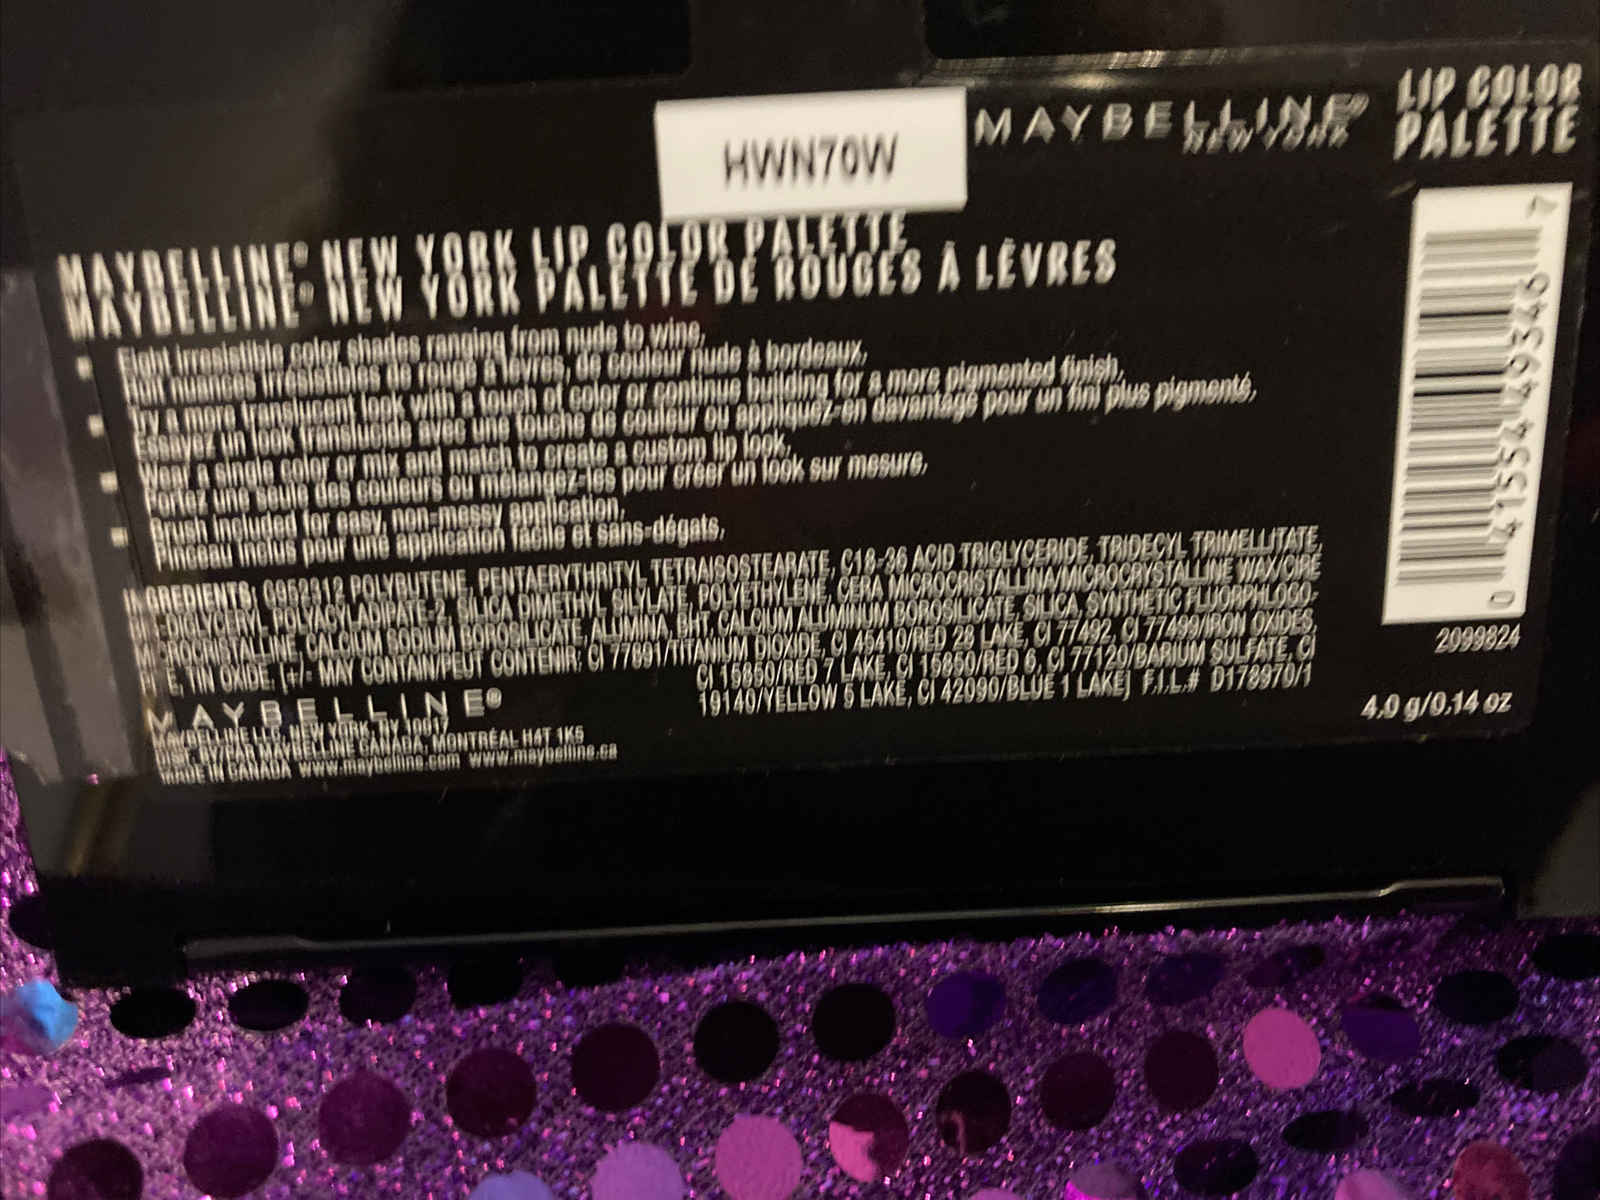 HWN70W
MAYBELLINE®
NEW YORK
LIP COLOR
PALETTE
MAYBELLINE® NEW YORK LIP COLOR PALETTE
MAYBELLINE® NEW YORK PALETTE DE ROUGES À LÈVRES
▪ Eight irresistible color shades ranging from nude to wine.
Huit nuances irrésistibles de rouge à lèvres, de couleur nude à bordeaux.
▪ Try a more translucent look with a touch of color or continue building for a more pigmented finish.
Essayez un look translucide avec une touche de couleur ou appliquez-en davantage pour un fini plus pigmenté.
▪ Wear a single color or mix and match to create a custom lip look.
Portez une seule des couleurs ou mélangez-les pour créer un look sur mesure.
▪ Brush included for easy, non-messy application.
Pinceau inclus pour une application facile et sans-dégats.
INGREDIENTS: POLYBUTENE, PENTAERYTHRITYL TETRAISOSTEARATE, C18-36 ACID TRIGLYCERIDE, TRIDECYL TRIMELLITATE,
POLYACYLADIPATE-2, SILICA DIMETHYL SILYLATE, POLYETHYLENE, CERA MICROCRISTALLINA/MICROCRYSTALLINE WAX/CIRE
MICROCRISTALLINE, CALCIUM SODIUM BOROSILICATE, ALUMINA, BHT, CALCIUM ALUMINUM BOROSILICATE, SILICA, SYNTHETIC FLUORPHLOGO-
TIN OXIDE, [+/- MAY CONTAIN/PEUT CONTENIR: CI 77891/TITANIUM DIOXIDE, CI 45410/RED 28 LAKE, CI 77492, CI 77499/IRON OXIDES,
CI 15850/RED 7 LAKE, CI 15850/RED 6, CI 77120/BARIUM SULFATE, CI
19140/YELLOW 5 LAKE, CI 42090/BLUE 1 LAKE] F.I.L.# D178970/1
MAYBELLINE®
MAYBELLINE LLC, NEW YORK, NY 10017
MAYBELLINE CANADA, MONTRÉAL H4T 1K5
MADE IN CANADA www.maybelline.com www.maybelline.ca
0 41554 493946 7
2099824
4.0 g/0.14 oz